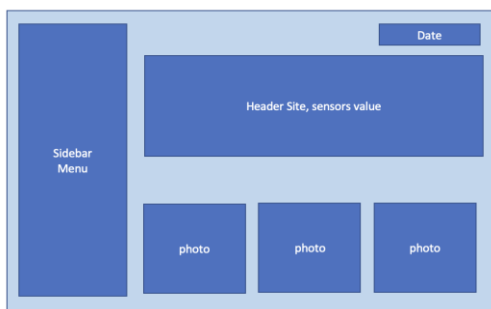 Date
Header Site, sensors value
Sidebar
Menu
photo
photo
photo